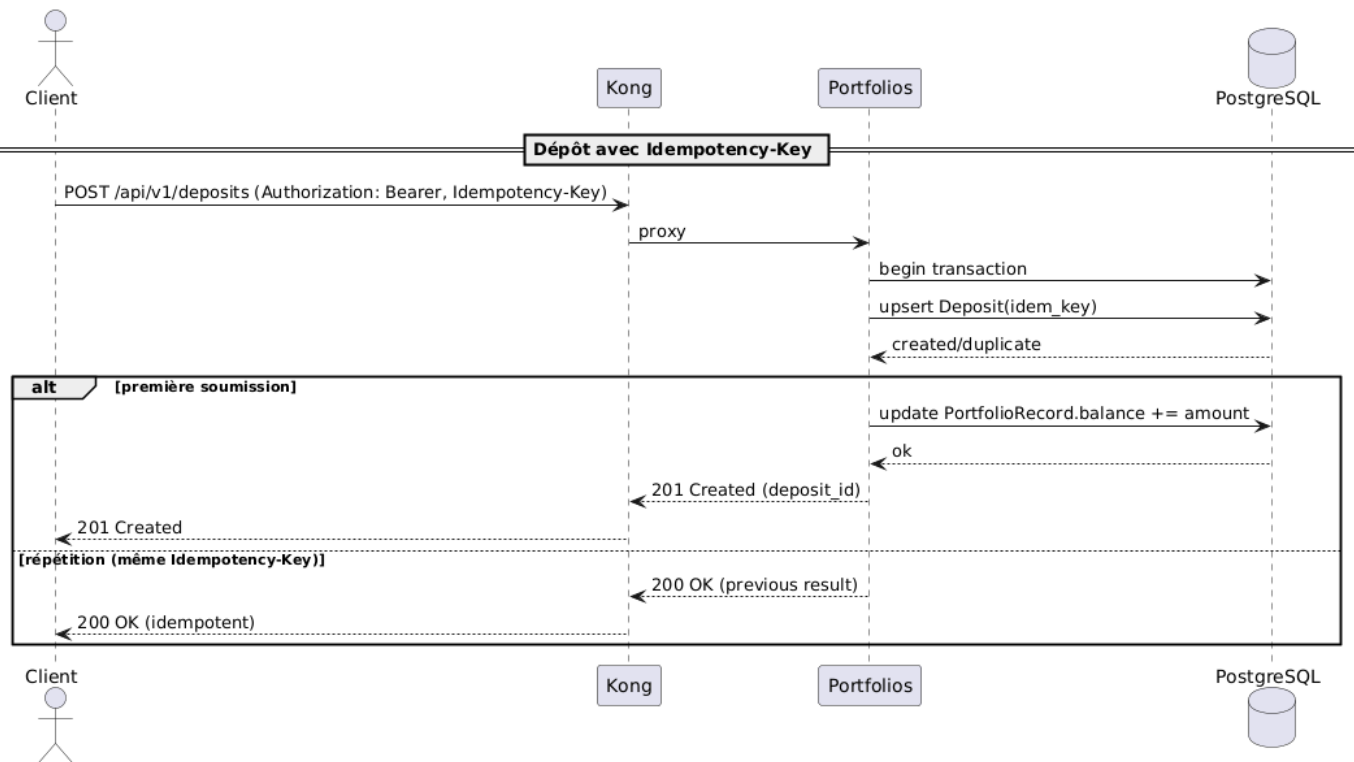 Client
Kong
Portfolios
PostgreSQL
Dépôt avec Idempotency-Key
POST /api/v1/deposits (Authorization: Bearer, Idempotency-Key)
proxy
begin transaction
upsert Deposit(idem_key)
created/duplicate
alt [première soumission]
update PortfolioRecord.balance += amount
ok
201 Created (deposit_id)
201 Created
[répétition (même Idempotency-Key)]
200 OK (previous result)
200 OK (idempotent)
Client
Kong
Portfolios
PostgreSQL